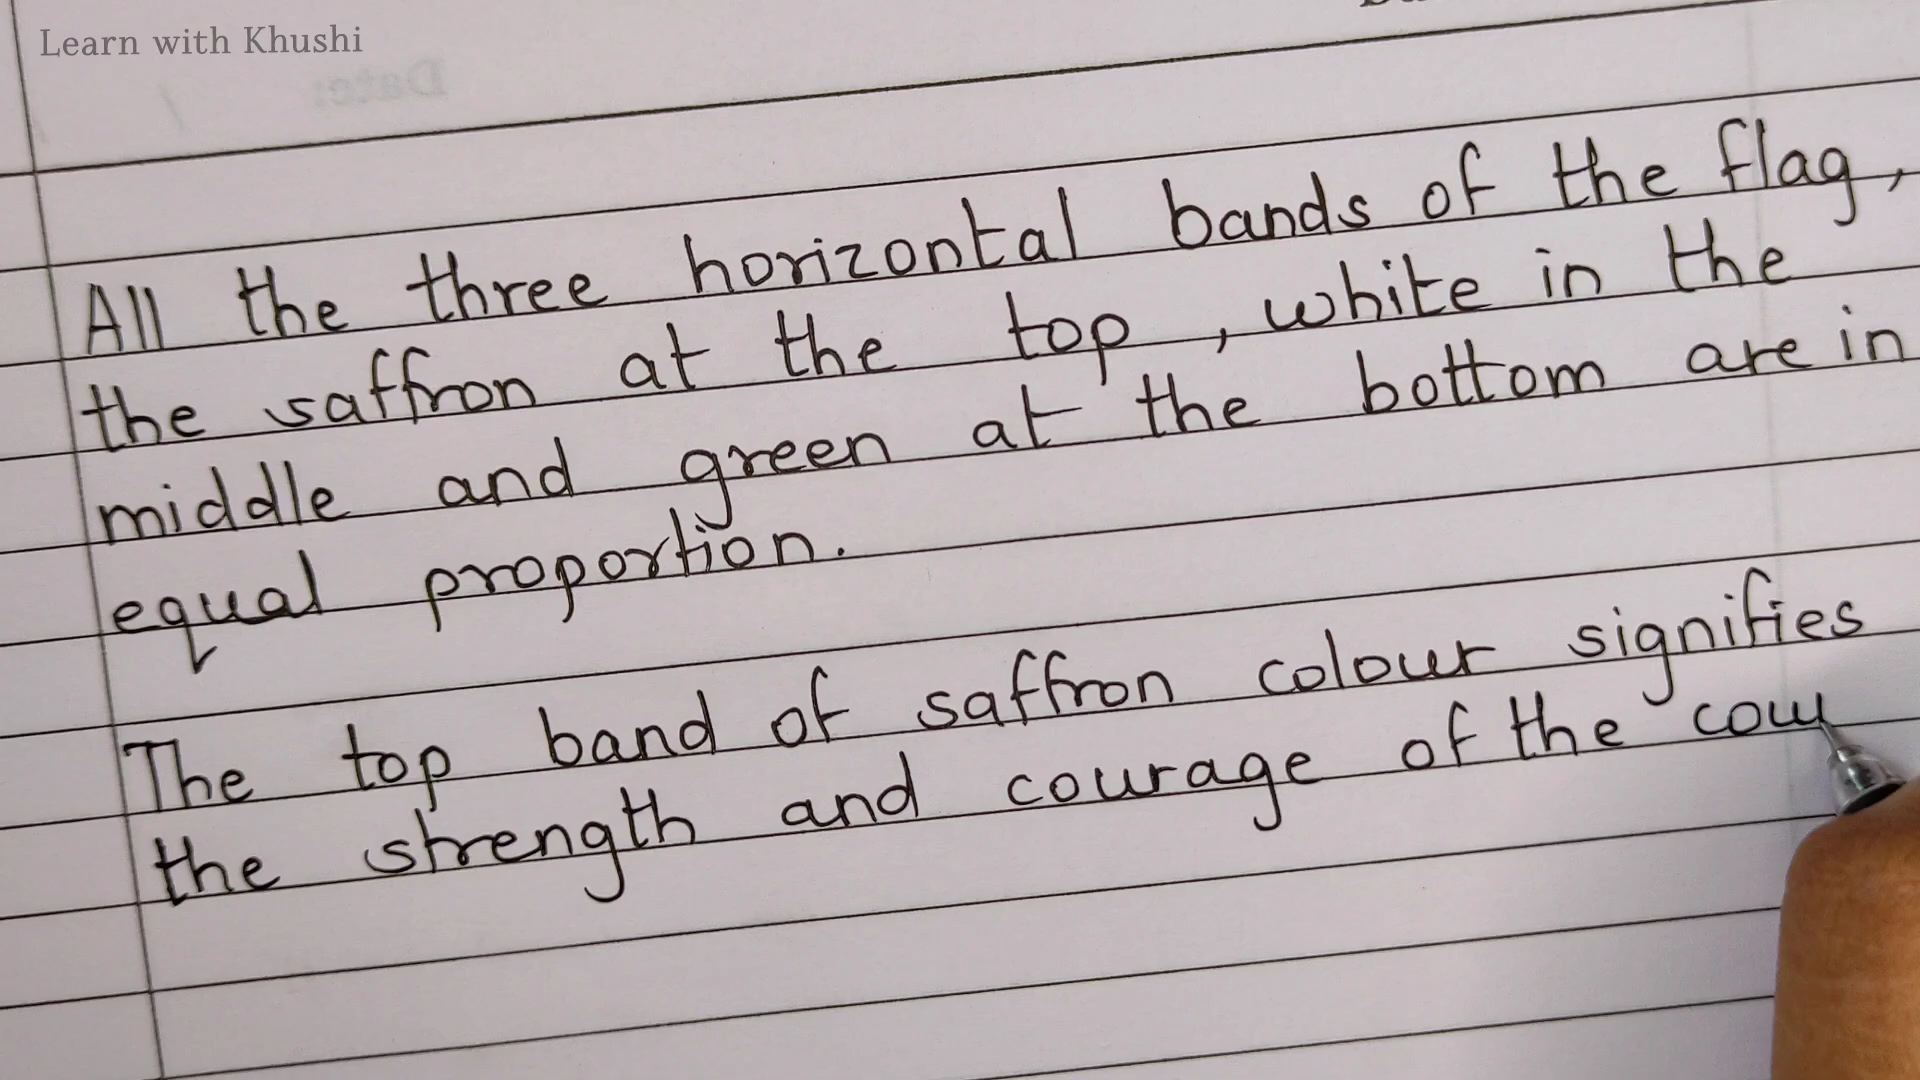 Learn with Khushi
Date:
All the three horizontal bands of the flag,
the saffron at the top, white in the
middle and green at the bottom are in
equal proportion.
The top band of saffron colour signifies
the strength and courage of the cou